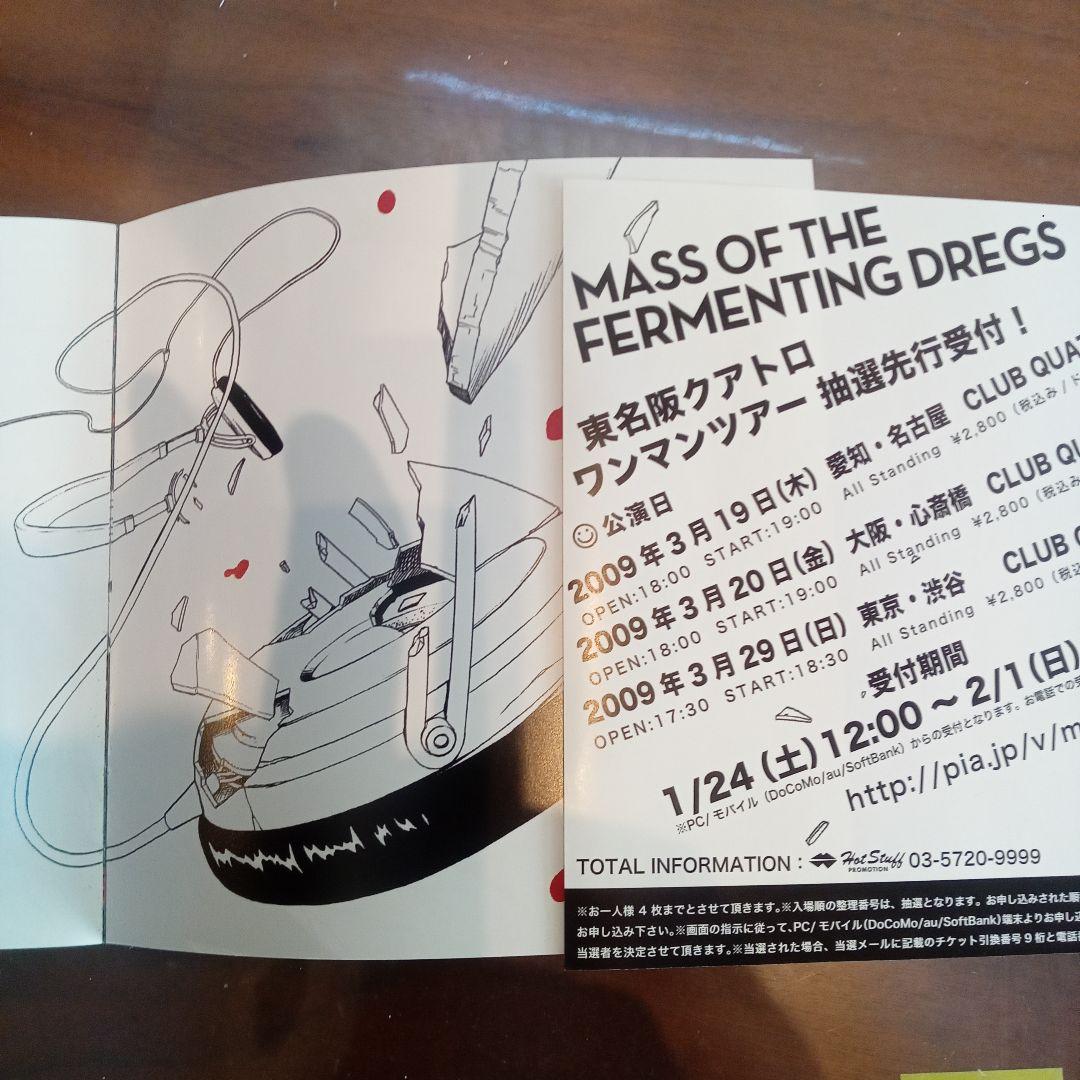 MASS OF THE
FERMENTING DREGS
東名阪クアトロ
ワンマンツアー 抽選先行受付！
公演日
2009年3月19日(木) 愛知・名古屋 CLUB
OPEN:18:00 START:19:00 All Standing ¥2,800（税込み/
2009年3月20日(金) 大阪・心斎橋 CLUB
OPEN:18:00 START:19:00 All Standing ¥2,800（税込み
2009年3月29日(日) 東京・渋谷 CLUB
OPEN:17:30 START:18:30 All Standing ¥2,800（税込
受付期間
1/24(土)12:00〜2/1(日)
※PC/モバイル（DoCoMo/au/SoftBank）からの受付となります。お電話での受
http://pia.jp/v/m
TOTAL INFORMATION : Hot Stuff PROMOTION 03-5720-9999
※お一人様 4 枚までとさせて頂きます。※入場順の整理番号は、抽選となります。お申し込みされた順
お申し込み下さい。※画面の指示に従って、PC/モバイル(DoCoMo/au/SoftBank)端末よりお申し込
当選者を決定させて頂きます。※当選された場合、当選メールに記載のチケット引換番号9桁と電話番